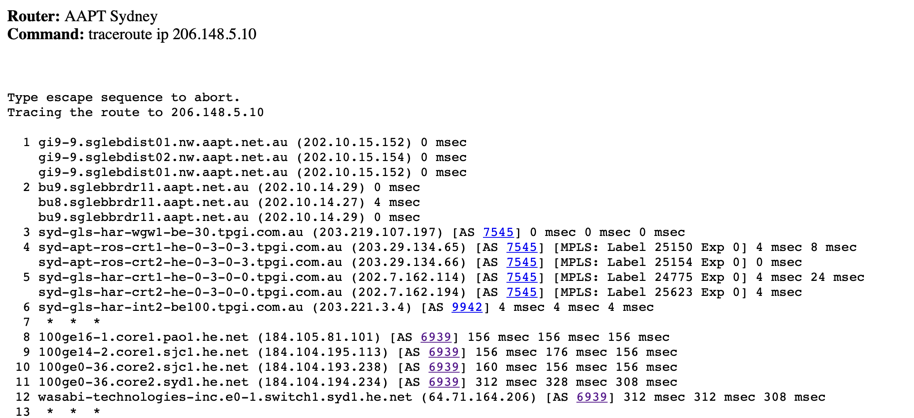 Router: AAPT Sydney
Command: traceroute ip 206.148.5.10
Type escape sequence to abort.
Tracing the route to 206.148.5.10
1 gi9-9.sglebdist01.nw.aapt.net.au (202.10.15.152) 0 msec
gi9-9.sglebdist02.nw.aapt.net.au (202.10.15.154) 0 msec
gi9-9.sglebdist01.nw.aapt.net.au (202.10.15.152) 0 msec
2 bu9.sglebbrdr11.aapt.net.au (202.10.14.29) 0 msec
bu8.sglebbrdr11.aapt.net.au (202.10.14.27) 4 msec
bu9.sglebbrdr11.aapt.net.au (202.10.14.29) 0 msec
3 syd-gls-har-wgw1-be-30.tpgi.com.au (203.219.107.197) [AS 7545] 0 msec 0 msec 0 msec
4 syd-apt-ros-crt1-he-0-3-0-3.tpgi.com.au (203.29.134.65) [AS 7545] [MPLS: Label 25150 Exp 0] 4 msec 8 msec
syd-apt-ros-crt2-he-0-3-0-3.tpgi.com.au (203.29.134.66) [AS 7545] [MPLS: Label 25154 Exp 0] 0 msec
5 syd-gls-har-crt1-he-0-3-0-0.tpgi.com.au (202.7.162.114) [AS 7545] [MPLS: Label 24775 Exp 0] 4 msec 24 msec
syd-gls-har-crt2-he-0-3-0-0.tpgi.com.au (202.7.162.194) [AS 7545] [MPLS: Label 25623 Exp 0] 4 msec
6 syd-gls-har-int2-be100.tpgi.com.au (203.221.3.4) [AS 9942] 4 msec 4 msec 4 msec
7 * * *
8 100ge16-1.core1.pao1.he.net (184.105.81.101) [AS 6939] 156 msec 156 msec 156 msec
9 100ge14-2.core1.sjc1.he.net (184.104.195.113) [AS 6939] 156 msec 176 msec 156 msec
10 100ge0-36.core2.sjc1.he.net (184.104.193.238) [AS 6939] 160 msec 156 msec 156 msec
11 100ge0-36.core2.syd1.he.net (184.104.194.234) [AS 6939] 312 msec 328 msec 308 msec
12 wasabi-technologies-inc.e0-1.switch1.syd1.he.net (64.71.164.206) [AS 6939] 312 msec 312 msec 308 msec
13 * * *